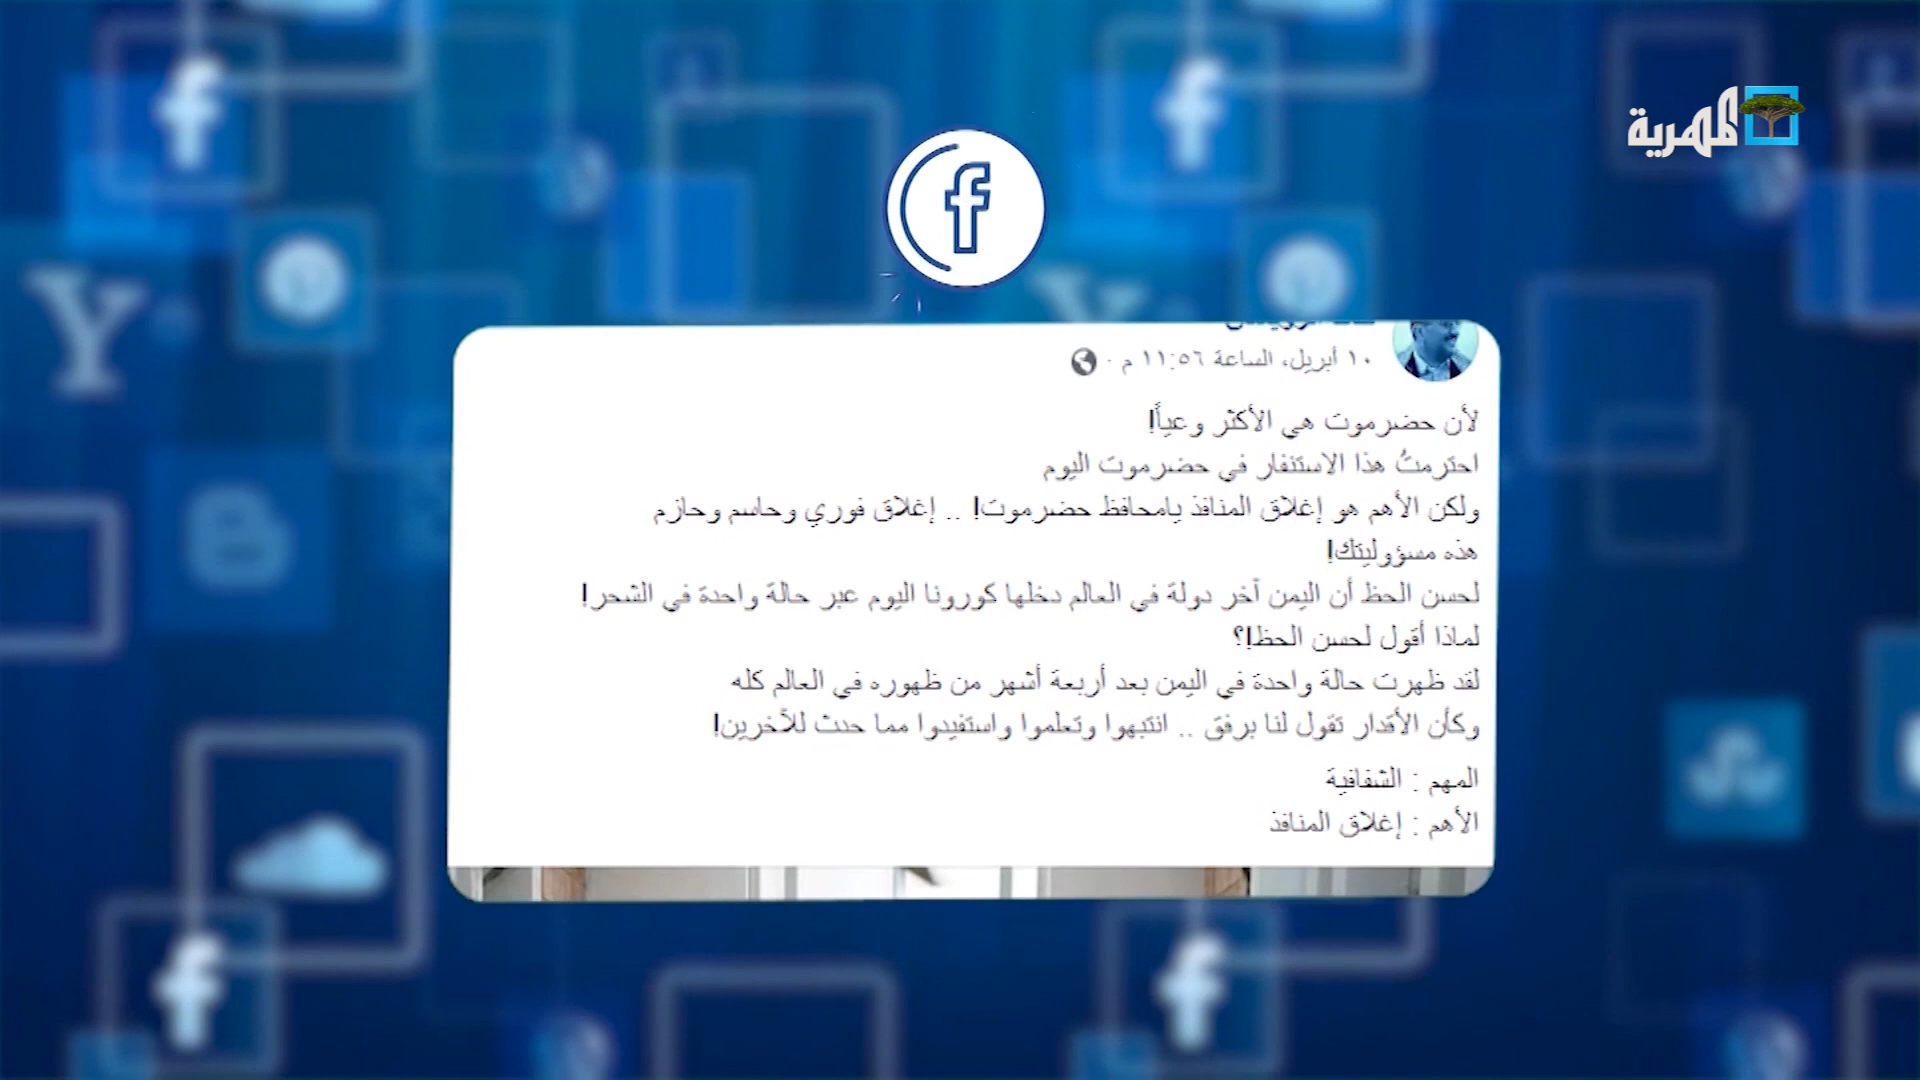 المهرية
١٠ أبريل، الساعة ١١:٥٦ م ·
لأن حضرموت هي الأكثر وعياً!
احترمتُ هذا الاستنفار في حضرموت اليوم
ولكن الأهم هو إغلاق المنافذ يامحافظ حضرموت! .. إغلاق فوري وحاسم وحازم
هذه مسؤوليتك!
لحسن الحظ أن اليمن آخر دولة في العالم دخلها كورونا اليوم عبر حالة واحدة في الشحر!
لماذا أقول لحسن الحظ!؟
لقد ظهرت حالة واحدة في اليمن بعد أربعة أشهر من ظهوره في العالم كله
وكأن الأقدار تقول لنا برفق .. انتبهوا وتعلموا واستفيدوا مما حدث للآخرين!
المهم : الشفافية
الأهم : إغلاق المنافذ